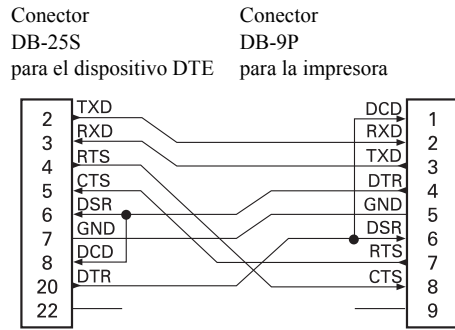 Conector
DB-25S
para el dispositivo DTE
Conector
DB-9P
para la impresora
2 TXD DCD 1
3 RXD RXD 2
4 RTS TXD 3
5 CTS DTR 4
6 DSR GND 5
7 GND DSR 6
8 DCD RTS 7
20 DTR CTS 8
22 9